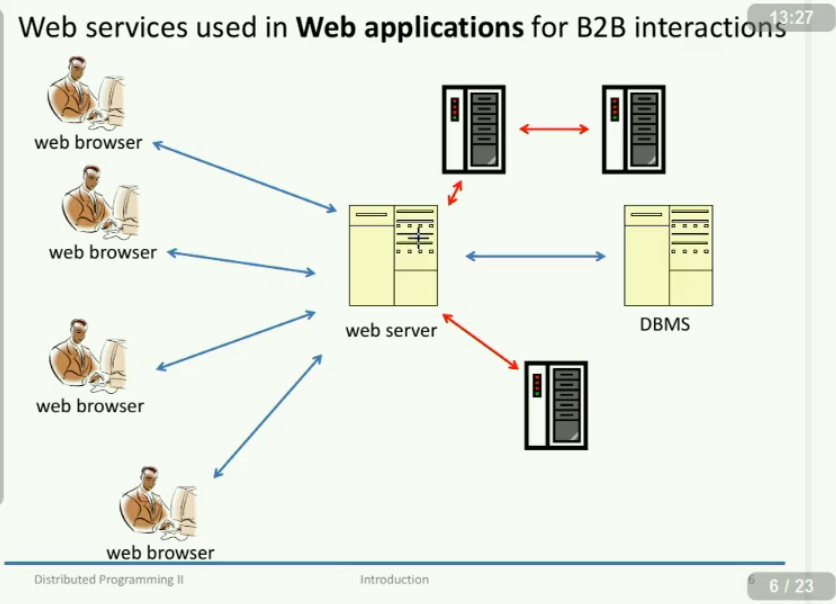 Web services used in Web applications for B2B interactions
13:27
web browser
web browser
web server
DBMS
web browser
web browser
Distributed Programming II
Introduction
6
6 / 23